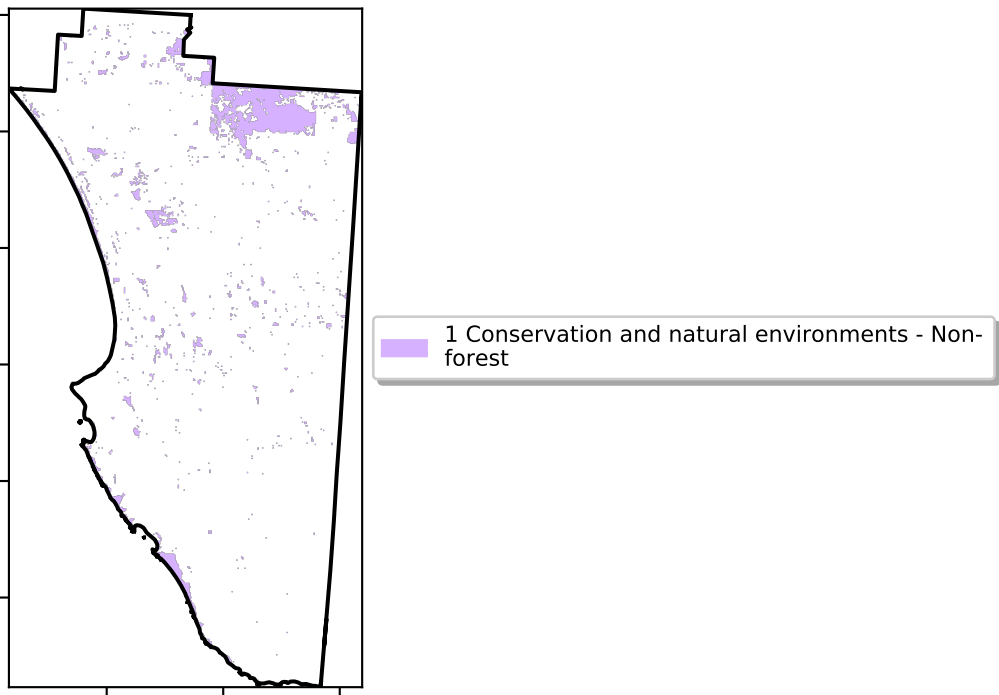 1 Conservation and natural environments - Non-
forest